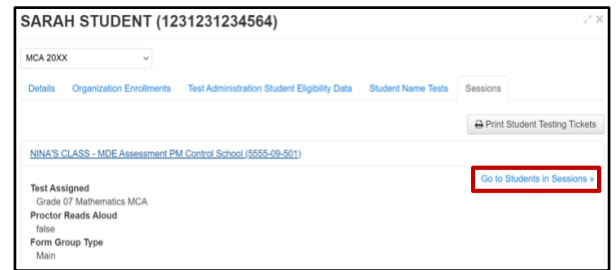 SARAH STUDENT (1231231234564)
MCA 20XX
Details Organization Enrollments Test Administration Student Eligibility Data Student Name Tests Sessions
Print Student Testing Tickets
NINA'S CLASS - MDE Assessment PM Control School (5555-09-501)
Go to Students in Sessions »
Test Assigned
Grade 07 Mathematics MCA
Proctor Reads Aloud
false
Form Group Type
Main